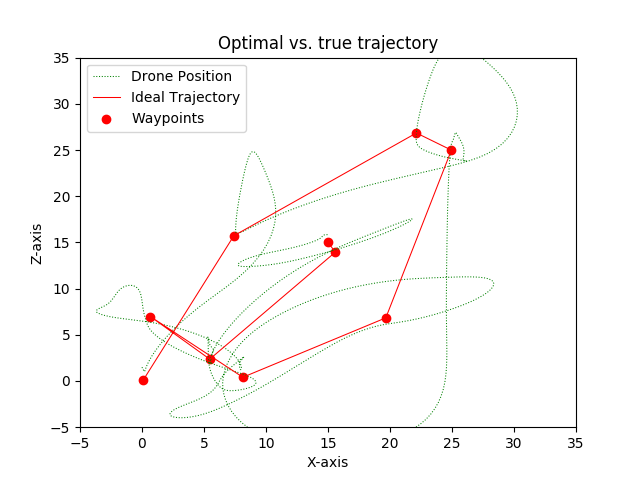 Optimal vs. true trajectory
Drone Position
Ideal Trajectory
Waypoints
Z-axis
35
30
25
20
15
10
5
0
−5
−5 0 5 10 15 20 25 30 35
X-axis